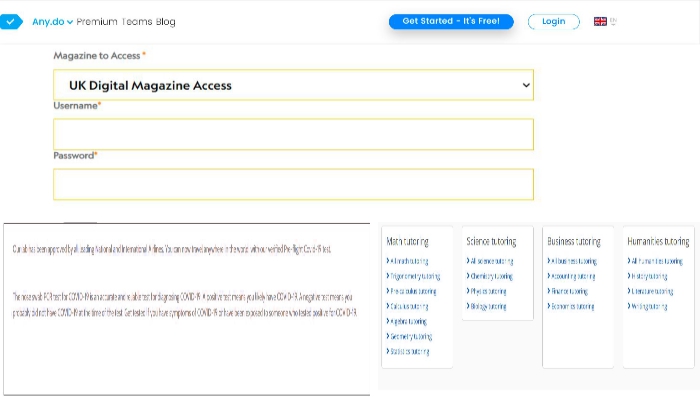 Any.do Premium Teams Blog Get Started - It's Free! Login EN
Magazine to Access *
UK Digital Magazine Access
Username*
Password*
Our lab has been approved by all Leading National and International Airlines. You can now travel anywhere in the world with our verified Pre-flight Covid-19 test.
The nose swab PCR test for COVID-19 is an accurate and reliable test for diagnosing COVID-19. A positive test means you likely have COVID-19. A negative test means you
probably did not have COVID-19 at the time of the test. Get tested if you have symptoms of COVID-19 or have been exposed to someone who tested positive for COVID-19.
Math tutoring
All math tutoring
Trigonometry tutoring
Precalculus tutoring
Calculus tutoring
Algebra tutoring
Geometry tutoring
Statistics tutoring
Science tutoring
All science tutoring
Chemistry tutoring
Physics tutoring
Biology tutoring
Business tutoring
All business tutoring
Accounting tutoring
Finance tutoring
Economics tutoring
Humanities tutoring
All humanities tutoring
History tutoring
Literature tutoring
Writing tutoring